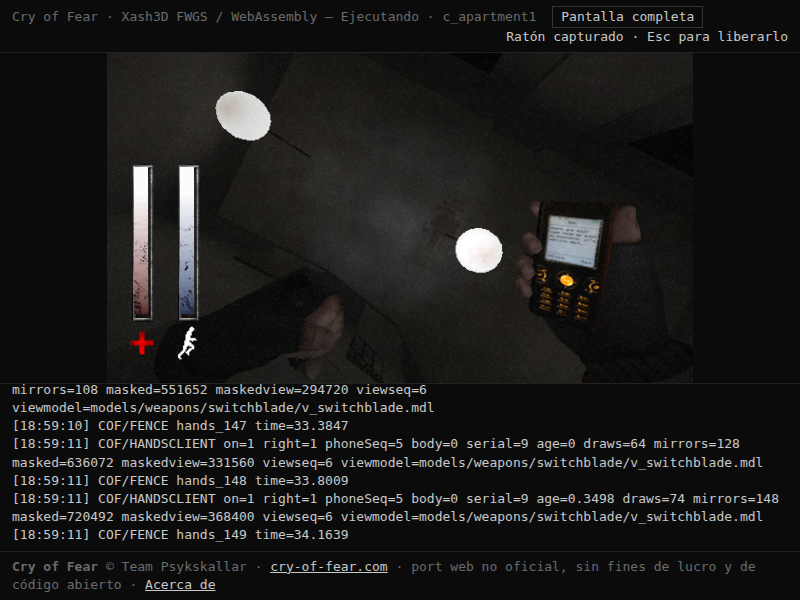 Cry of Fear · Xash3D FWGS / WebAssembly — Ejecutando · c_apartment1
Pantalla completa
Ratón capturado · Esc para liberarlo
mirrors=108 masked=551652 maskedview=294720 viewseq=6
viewmodel=models/weapons/switchblade/v_switchblade.mdl
[18:59:10] COF/FENCE hands_147 time=33.3847
[18:59:11] COF/HANDSCLIENT on=1 right=1 phoneSeq=5 body=0 serial=9 age=0 draws=64 mirrors=128
masked=636072 maskedview=331560 viewseq=6 viewmodel=models/weapons/switchblade/v_switchblade.mdl
[18:59:11] COF/FENCE hands_148 time=33.8009
[18:59:11] COF/HANDSCLIENT on=1 right=1 phoneSeq=5 body=0 serial=9 age=0.3498 draws=74 mirrors=148
masked=720492 maskedview=368400 viewseq=6 viewmodel=models/weapons/switchblade/v_switchblade.mdl
[18:59:11] COF/FENCE hands_149 time=34.1639
Cry of Fear © Team Psykskallar · cry-of-fear.com · port web no oficial, sin fines de lucro y de
código abierto · Acerca de